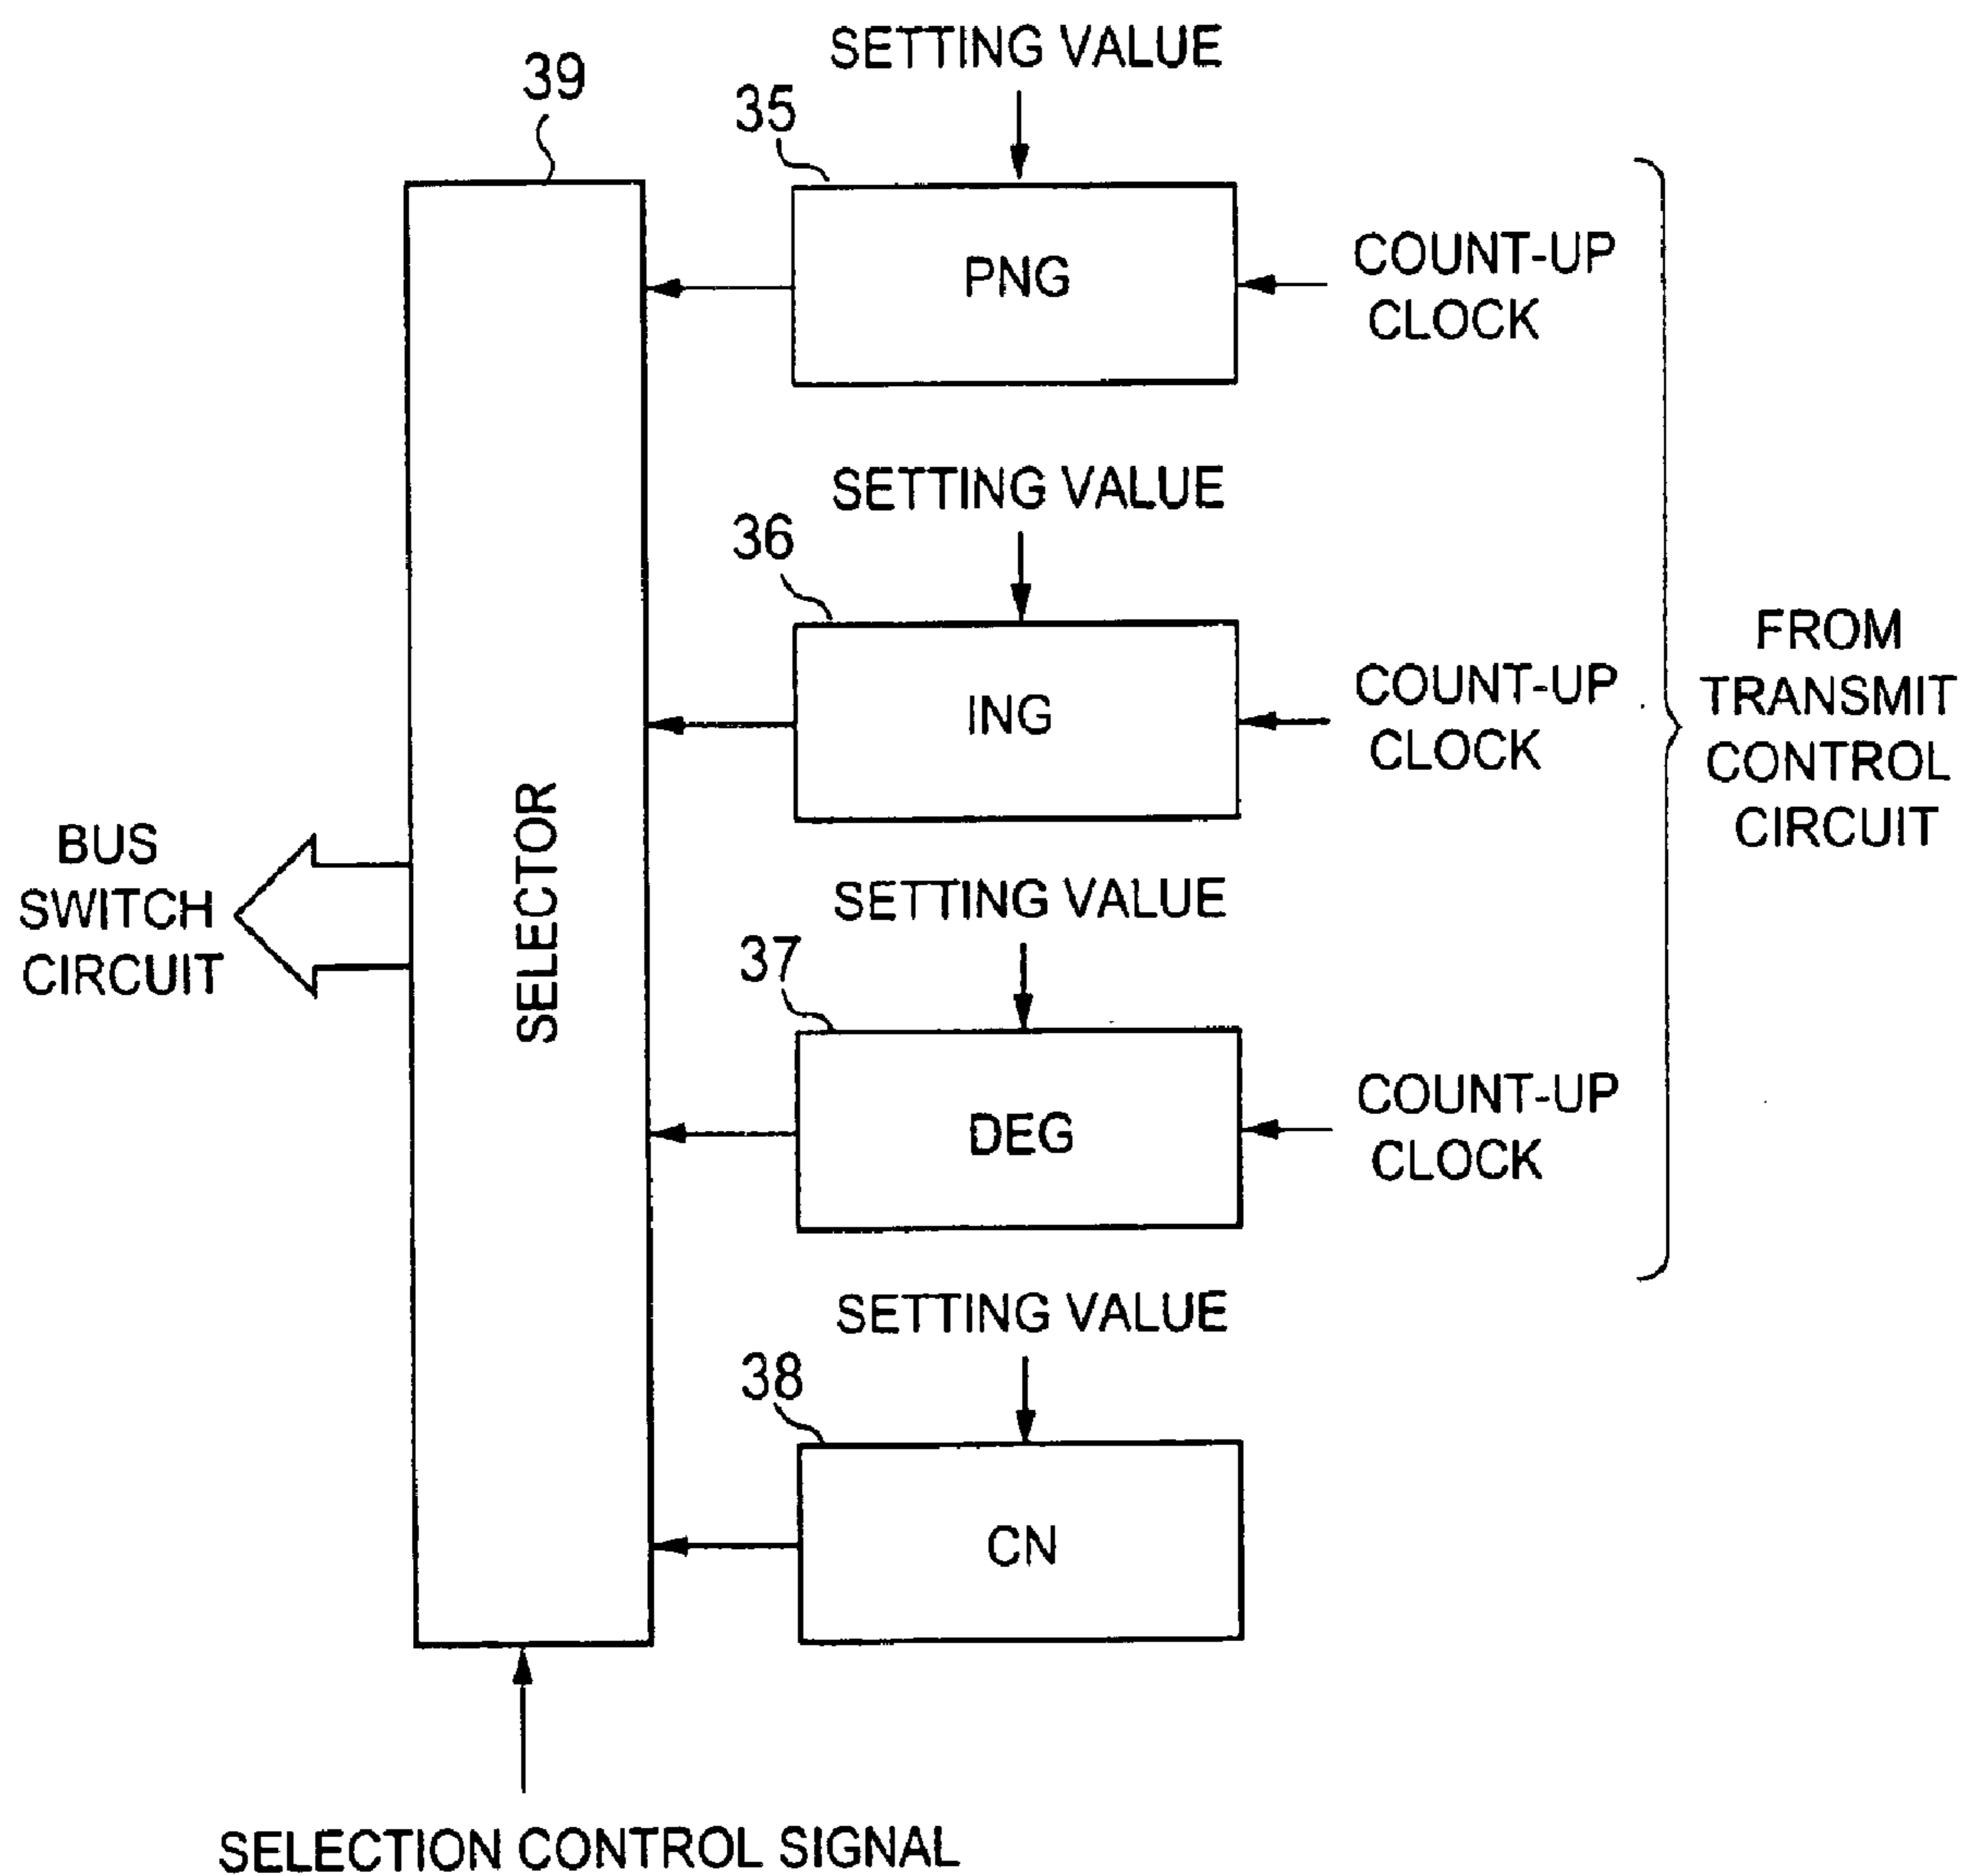 SETTING VALUE
39
35
PNG
COUNT-UP
CLOCK
SETTING VALUE
36
ING
COUNT-UP
CLOCK
FROM
TRANSMIT
CONTROL
CIRCUIT
BUS
SWITCH
CIRCUIT
SELECTOR
SETTING VALUE
37
DEG
COUNT-UP
CLOCK
SETTING VALUE
38
CN
SELECTION CONTROL SIGNAL